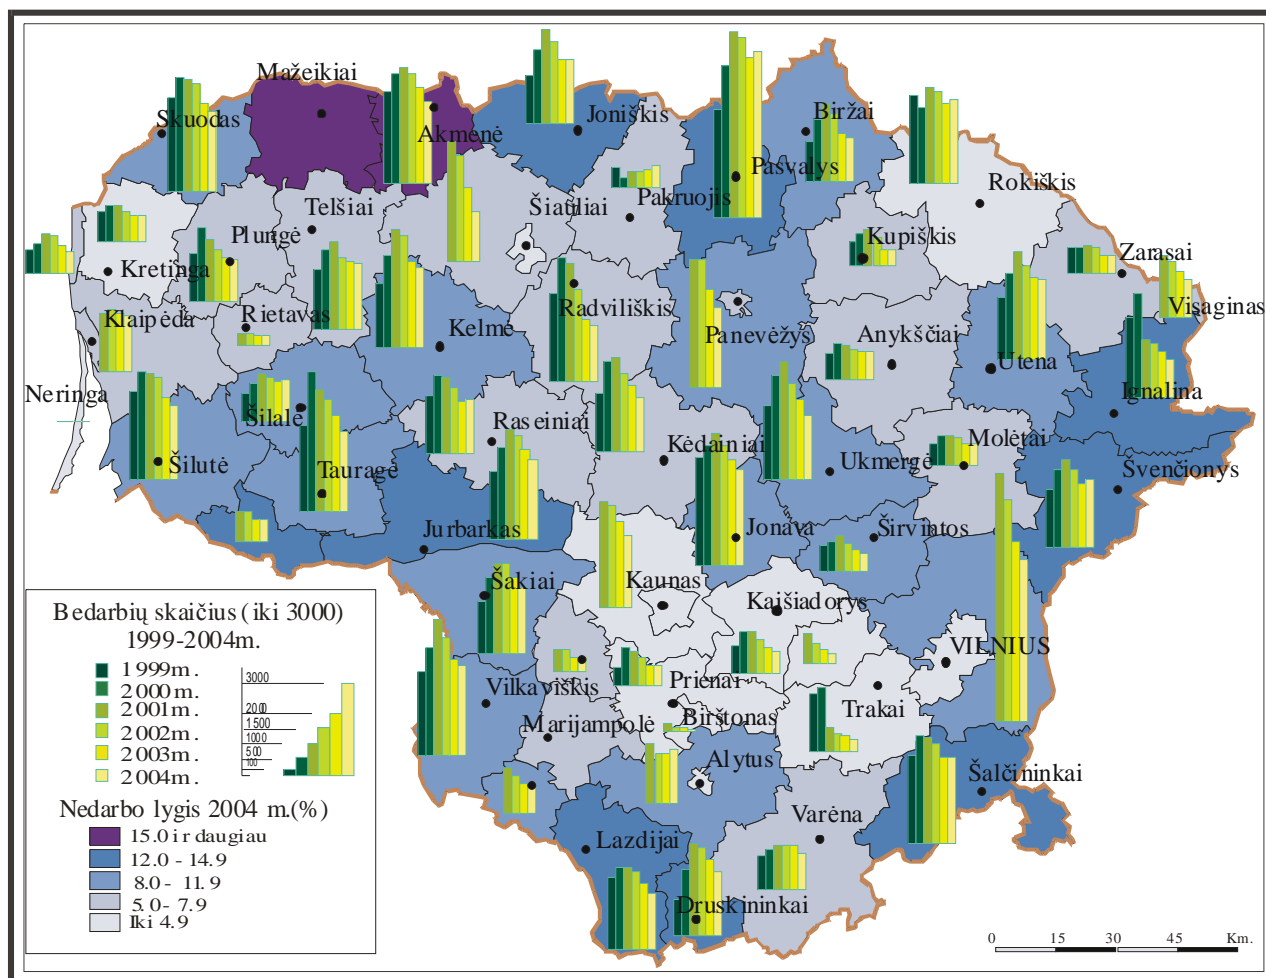 Mažeikiai
Skuodas
Akmenė
Joniškis
Biržai
Pasvalys
Rokiškis
Telšiai
Šiauliai
Pakruojis
Plungė
Kretinga
Kupiškis
Zarasai
Visaginas
Klaipėda
Rietavas
Kelmė
Radviliškis
Panevėžys
Anykščiai
Utena
Neringa
Ignalina
Šilalė
Raseiniai
Kėdainiai
Molėtai
Šilutė
Tauragė
Ukmergė
Švenčionys
Jurbarkas
Jonava
Širvintos
Šakiai
Kaunas
Kaišiadorys
VILNIUS
Vilkaviškis
Prienai
Trakai
Marijampolė
Birštonas
Alytus
Šalčininkai
Varėna
Lazdijai
Druskininkai
Bedarbių skaičius (iki 3000)
1999-2004m.
1999m.
2000m.
2001m.
2002m.
2003m.
2004m.
3000
1500
1000
500
100
Nedarbo lygis 2004 m.(%)
15.0 ir daugiau
12.0 - 14.9
8.0 - 11.9
5.0 - 7.9
Iki 4.9
0 15 30 45 Km.